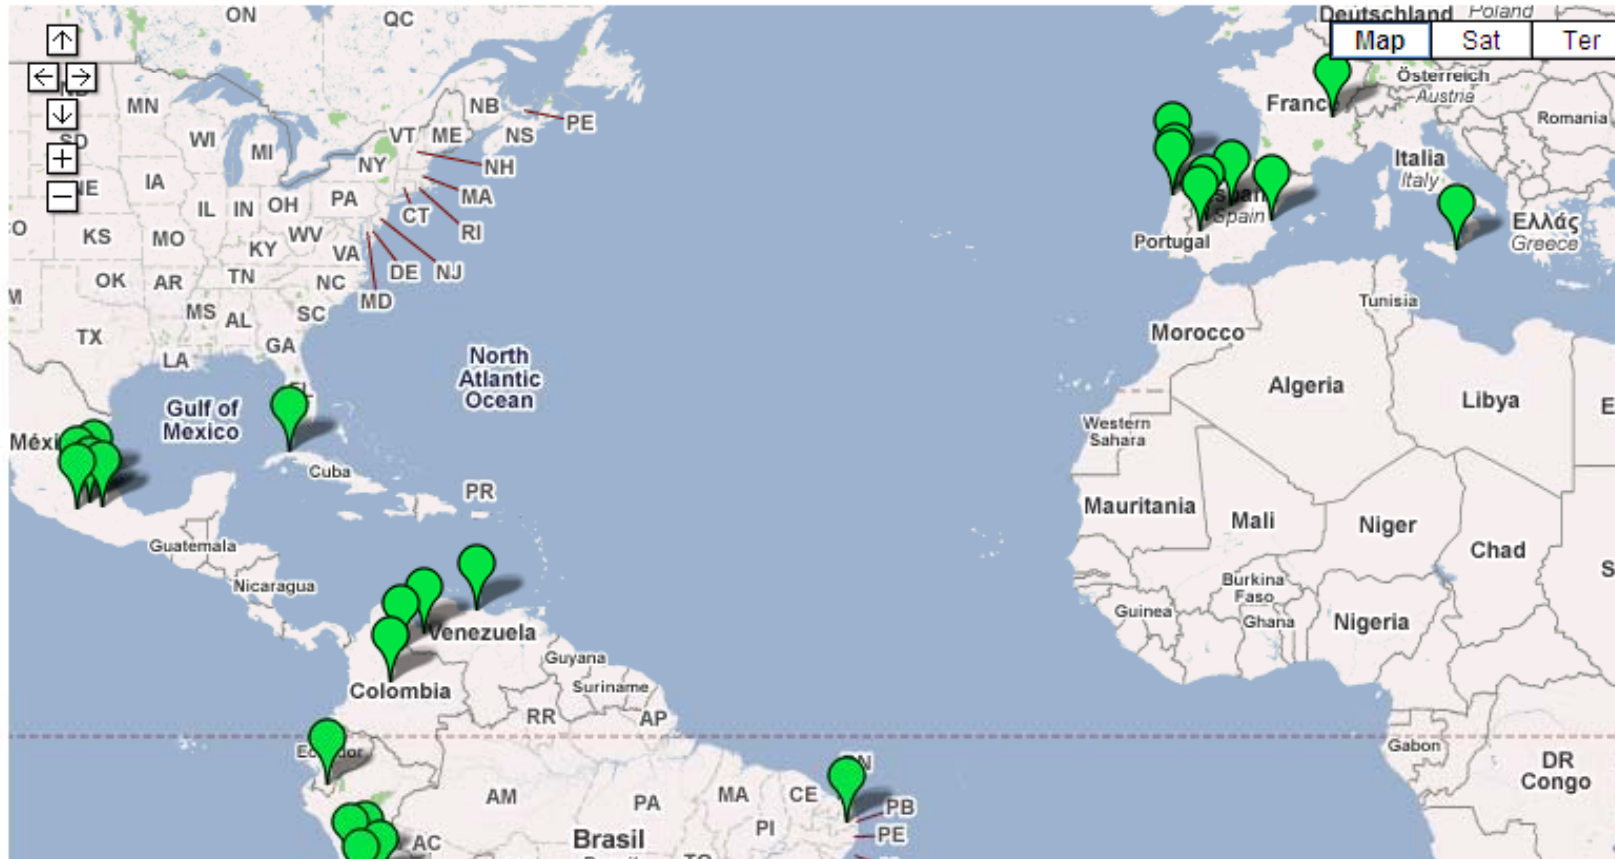 ON
QC
Deutschland
Poland
Map
Sat
Ter
MN
NB
PE
Österreich
Austria
France
Romania
WI
VT
ME
NS
MI
NY
NH
Italia
Italy
IA
PA
MA
NE
IL
IN
OH
CT
Spain
Ελλάς
Greece
KS
MO
WV
RI
Portugal
KY
VA
OK
AR
TN
DE
NJ
NC
MD
MS
AL
SC
Tunisia
TX
GA
Morocco
LA
North
Atlantic
Ocean
Algeria
Libya
Gulf of
Mexico
Western
Sahara
Méxi
Cuba
PR
Mauritania
Mali
Niger
Chad
Guatemala
Nicaragua
Burkina
Faso
Guinea
Ghana
Nigeria
Venezuela
Guyana
Suriname
Colombia
RR
AP
Gabon
DR
Congo
AM
PA
MA
CE
PB
PI
PE
AC
Brasil